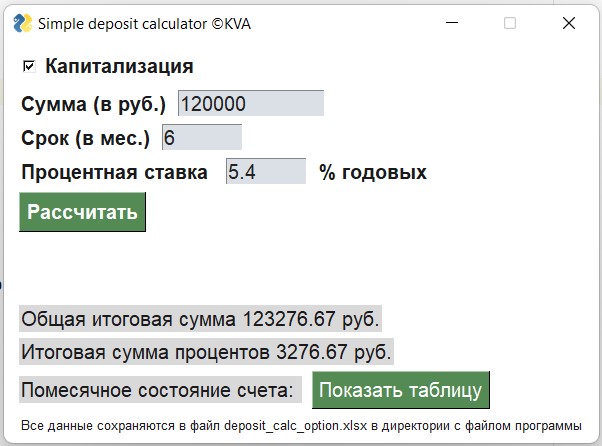 Simple deposit calculator ©KVA
Капитализация
Сумма (в руб.) 120000
Срок (в мес.) 6
Процентная ставка 5.4 % годовых
Рассчитать
Общая итоговая сумма 123276.67 руб.
Итоговая сумма процентов 3276.67 руб.
Помесячное состояние счета: Показать таблицу
Все данные сохраняются в файл deposit_calc_option.xlsx в директории с файлом программы